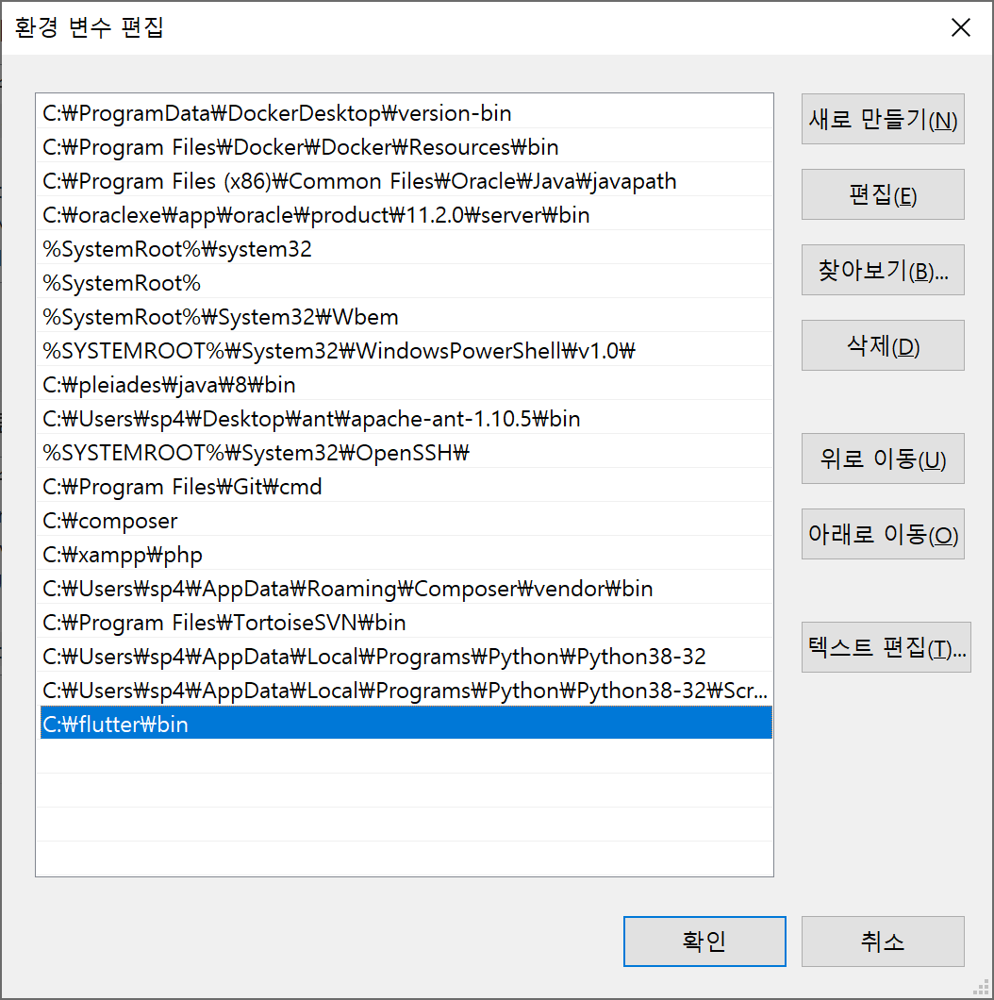 환경 변수 편집
C:₩ProgramData₩DockerDesktop₩version-bin
C:₩Program Files₩Docker₩Docker₩Resources₩bin
C:₩Program Files (x86)₩Common Files₩Oracle₩Java₩javapath
C:₩oraclexe₩app₩oracle₩product₩11.2.0₩server₩bin
%SystemRoot%₩system32
%SystemRoot%
%SystemRoot%₩System32₩Wbem
%SYSTEMROOT%₩System32₩WindowsPowerShell₩v1.0₩
C:₩pleiades₩java₩8₩bin
C:₩Users₩sp4₩Desktop₩ant₩apache-ant-1.10.5₩bin
%SYSTEMROOT%₩System32₩OpenSSH₩
C:₩Program Files₩Git₩cmd
C:₩composer
C:₩xampp₩php
C:₩Users₩sp4₩AppData₩Roaming₩Composer₩vendor₩bin
C:₩Program Files₩TortoiseSVN₩bin
C:₩Users₩sp4₩AppData₩Local₩Programs₩Python₩Python38-32
C:₩Users₩sp4₩AppData₩Local₩Programs₩Python₩Python38-32₩Scr...
C:₩flutter₩bin
새로 만들기(N)
편집(E)
찾아보기(B)...
삭제(D)
위로 이동(U)
아래로 이동(O)
텍스트 편집(T)...
확인
취소